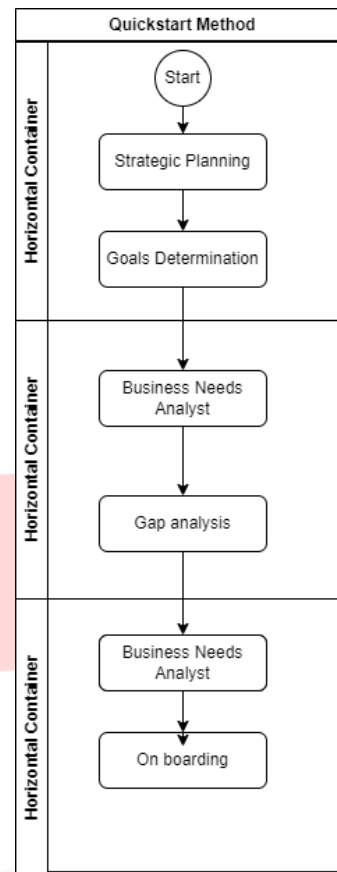 Quickstart Method
Horizontal Container
Start
Strategic Planning
Goals Determination
Horizontal Container
Business Needs
Analyst
Gap analysis
Horizontal Container
Business Needs
Analyst
On boarding